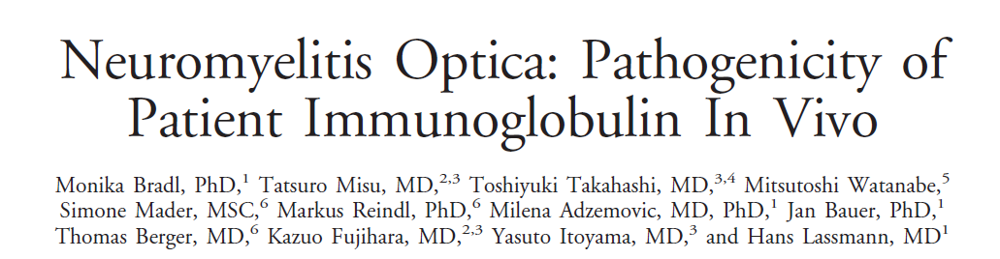 Neuromyelitis Optica: Pathogenicity of
Patient Immunoglobulin In Vivo
Monika Bradl, PhD,1 Tatsuro Misu, MD,2,3 Toshiyuki Takahashi, MD,3,4 Mitsutoshi Watanabe,5
Simone Mader, MSC,6 Markus Reindl, PhD,6 Milena Adzemovic, MD, PhD,1 Jan Bauer, PhD,1
Thomas Berger, MD,6 Kazuo Fujihara, MD,2,3 Yasuto Itoyama, MD,3 and Hans Lassmann, MD1